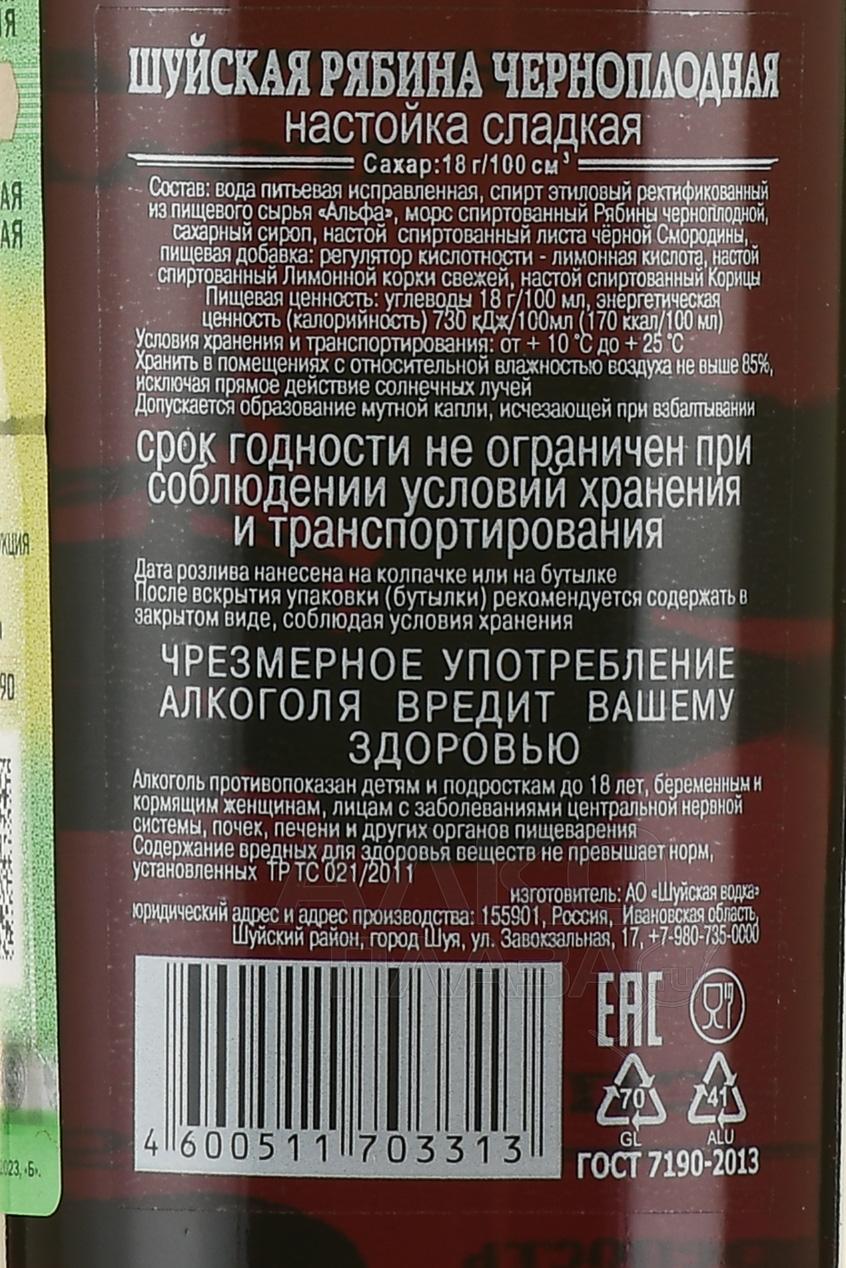 ШУЙСКАЯ РЯБИНА ЧЕРНОПЛОДНАЯ
НАСТОЙКА СЛАДКАЯ
Сахар:18 г/100 см³
Состав: вода питьевая исправленная, спирт этиловый ректификованный
из пищевого сырья «Альфа», морс спиртованный Рябины черноплодной,
сахарный сироп, настой спиртованный листа чёрной Смородины,
пищевая добавка: регулятор кислотности - лимонная кислота, настой
спиртованный Лимонной корки свежей, настой спиртованный Корицы
Пищевая ценность: углеводы 18 г/100 мл, энергетическая
ценность (калорийность) 730 кДж/100мл (170 ккал/100 мл)
Условия хранения и транспортирования: от + 10 °С до + 25 °С
Хранить в помещениях с относительной влажностью воздуха не выше 85%,
исключая прямое действие солнечных лучей
Допускается образование мутной капли, исчезающей при взбалтывании
срок годности не ограничен при
соблюдении условий хранения
и транспортирования
Дата розлива нанесена на колпачке или на бутылке
После вскрытия упаковки (бутылки) рекомендуется содержать в
закрытом виде, соблюдая условия хранения
ЧРЕЗМЕРНОЕ УПОТРЕБЛЕНИЕ
АЛКОГОЛЯ ВРЕДИТ ВАШЕМУ
ЗДОРОВЬЮ
Алкоголь противопоказан детям и подросткам до 18 лет, беременным и
кормящим женщинам, лицам с заболеваниями центральной нервной
системы, почек, печени и других органов пищеварения
Содержание вредных для здоровья веществ не превышает норм,
установленных ТР ТС 021/2011
изготовитель: АО «Шуйская водка»
юридический адрес и адрес производства: 155901, Россия, Ивановская область,
Шуйский район, город Шуя, ул. Завокзальная, 17, +7-980-735-0000
EAC
70
GL
41
ALU
4 600511 703313
ГОСТ 7190-2013
90
2023, «Б».